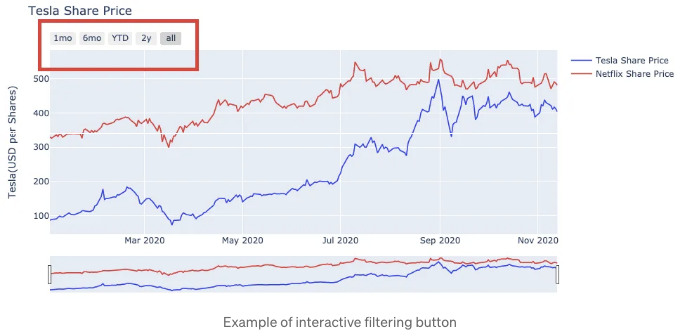 Tesla Share Price
1mo 6mo YTD 2y all
Tesla Share Price
Netflix Share Price
Tesla(USD per Shares)
500
400
300
200
100
Mar 2020 May 2020 Jul 2020 Sep 2020 Nov 2020
Example of interactive filtering button